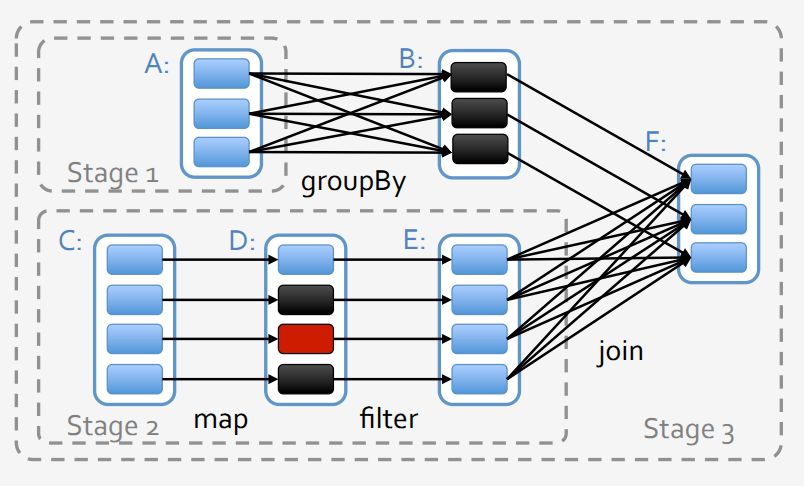 A:
B:
F:
Stage 1
groupBy
C:
D:
E:
join
Stage 2
map
filter
Stage 3